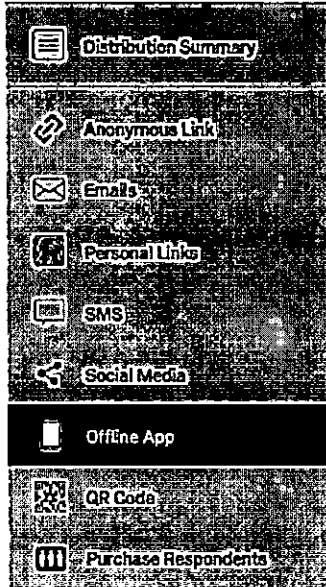 Distribution Summary
Anonymous Link
Emails
Personal Links
SMS
Social Media
Offline App
QR Code
Purchase Respondents